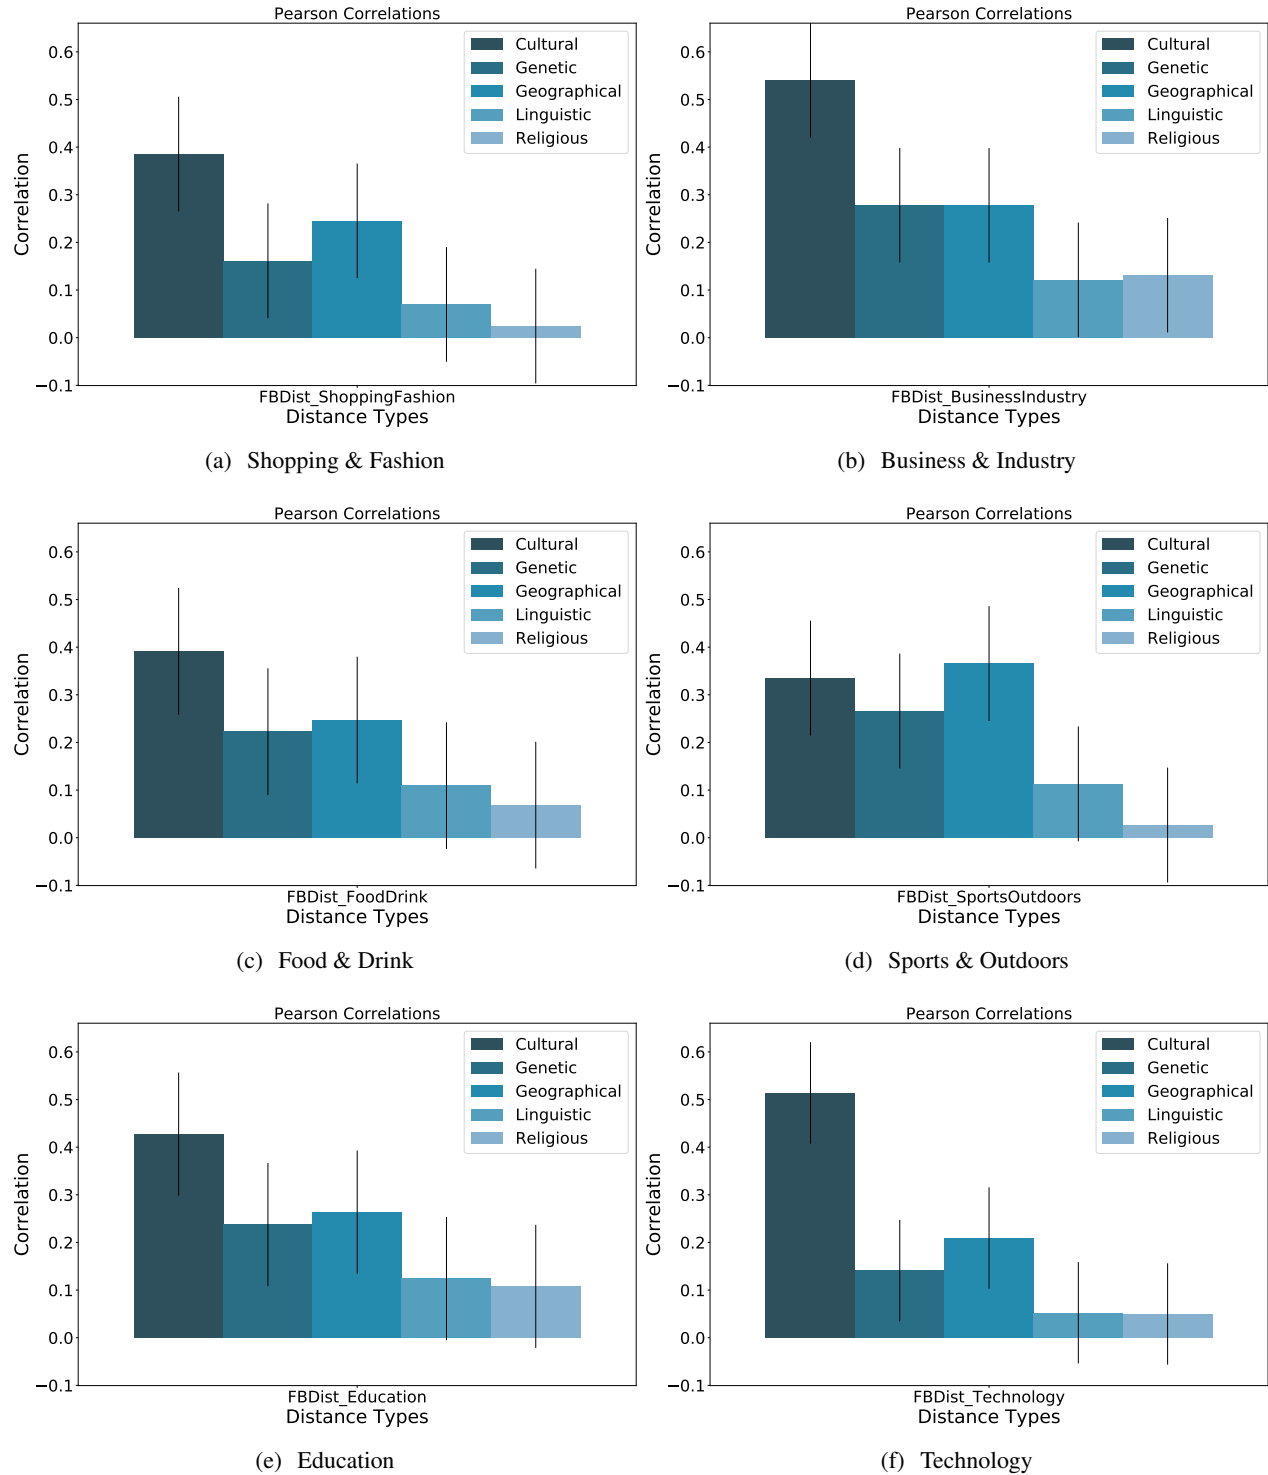 Pearson Correlations
Correlation
0.6
0.5
0.4
0.3
0.2
0.1
0.0
−0.1
Cultural
Genetic
Geographical
Linguistic
Religious
FBDist_ShoppingFashion
Distance Types
(a) Shopping & Fashion
Pearson Correlations
Correlation
0.6
0.5
0.4
0.3
0.2
0.1
0.0
−0.1
Cultural
Genetic
Geographical
Linguistic
Religious
FBDist_BusinessIndustry
Distance Types
(b) Business & Industry
Pearson Correlations
Correlation
0.6
0.5
0.4
0.3
0.2
0.1
0.0
−0.1
Cultural
Genetic
Geographical
Linguistic
Religious
FBDist_FoodDrink
Distance Types
(c) Food & Drink
Pearson Correlations
Correlation
0.6
0.5
0.4
0.3
0.2
0.1
0.0
−0.1
Cultural
Genetic
Geographical
Linguistic
Religious
FBDist_SportsOutdoors
Distance Types
(d) Sports & Outdoors
Pearson Correlations
Correlation
0.6
0.5
0.4
0.3
0.2
0.1
0.0
−0.1
Cultural
Genetic
Geographical
Linguistic
Religious
FBDist_Education
Distance Types
(e) Education
Pearson Correlations
Correlation
0.6
0.5
0.4
0.3
0.2
0.1
0.0
−0.1
Cultural
Genetic
Geographical
Linguistic
Religious
FBDist_Technology
Distance Types
(f) Technology